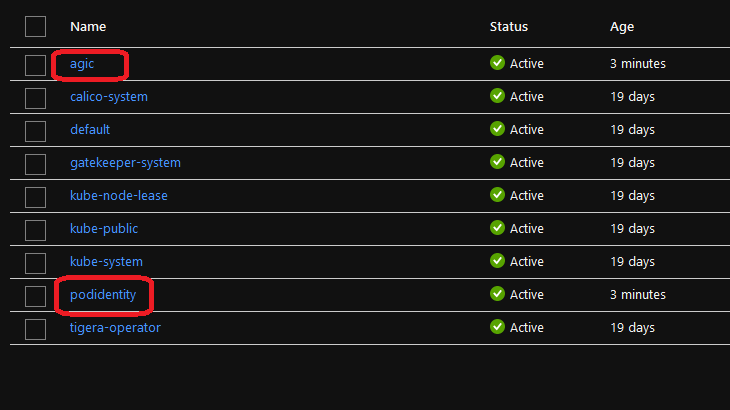 Name Status Age
agic Active 3 minutes
calico-system Active 19 days
default Active 19 days
gatekeeper-system Active 19 days
kube-node-lease Active 19 days
kube-public Active 19 days
kube-system Active 19 days
podidentity Active 3 minutes
tigera-operator Active 19 days